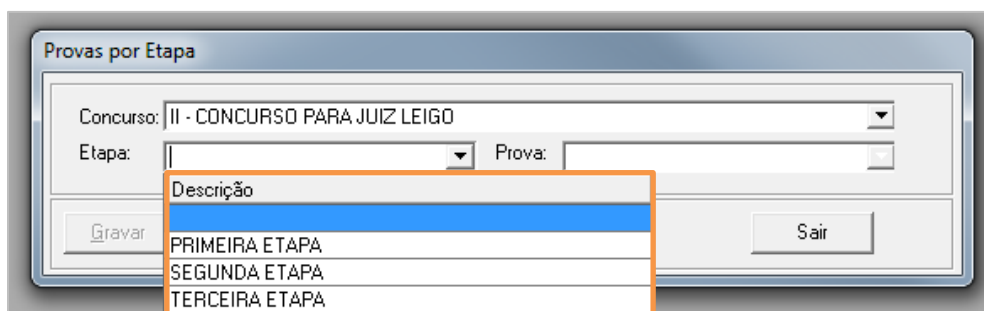 Provas por Etapa
Concurso: II - CONCURSO PARA JUIZ LEIGO
Etapa: Prova:
Descrição
Gravar Sair
PRIMEIRA ETAPA
SEGUNDA ETAPA
TERCEIRA ETAPA